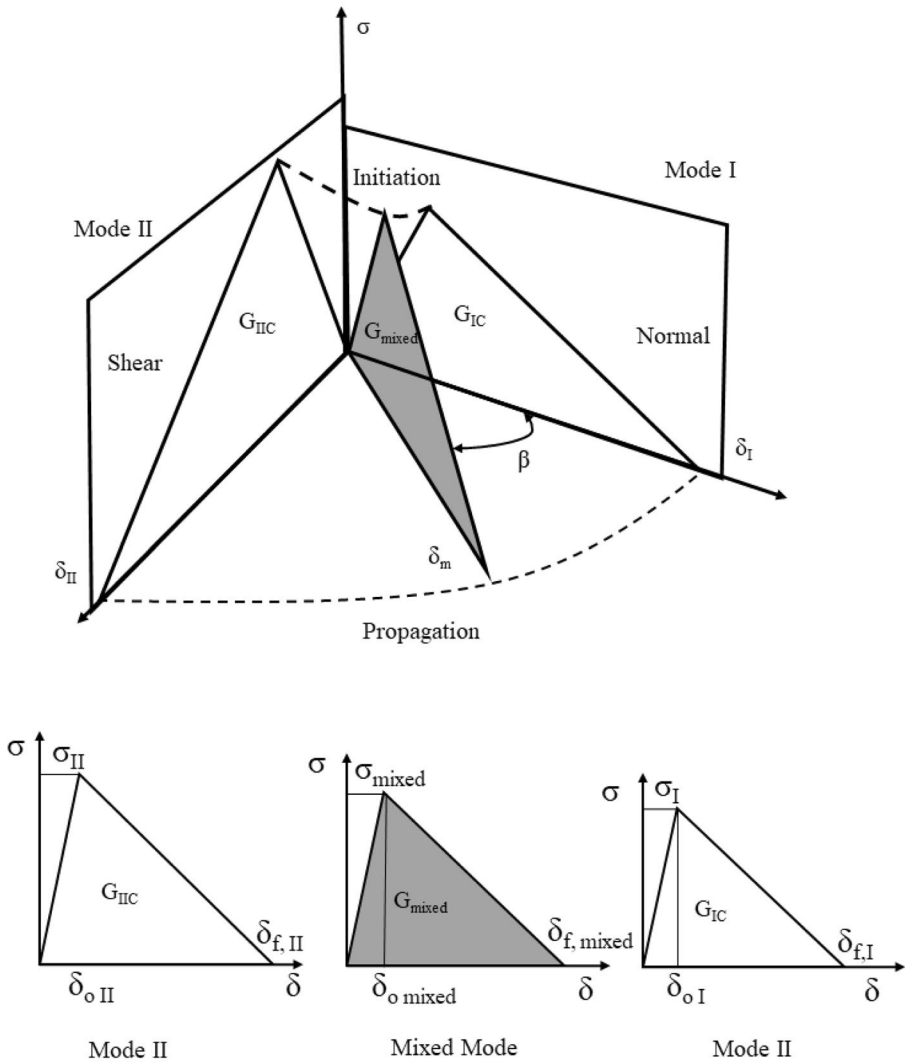 σ
Mode I
Initiation
Mode II
G_IIC
G_mixed
G_IC
Shear
Normal
β
δ_I
δ_II
δ_m
Propagation
σ
σ_II
G_IIC
δ_f, II
δ_o II
δ
Mode II
σ
σ_mixed
G_mixed
δ_f, mixed
δ_o mixed
δ
Mixed Mode
σ
σ_I
G_IC
δ_f,I
δ_o I
δ
Mode II